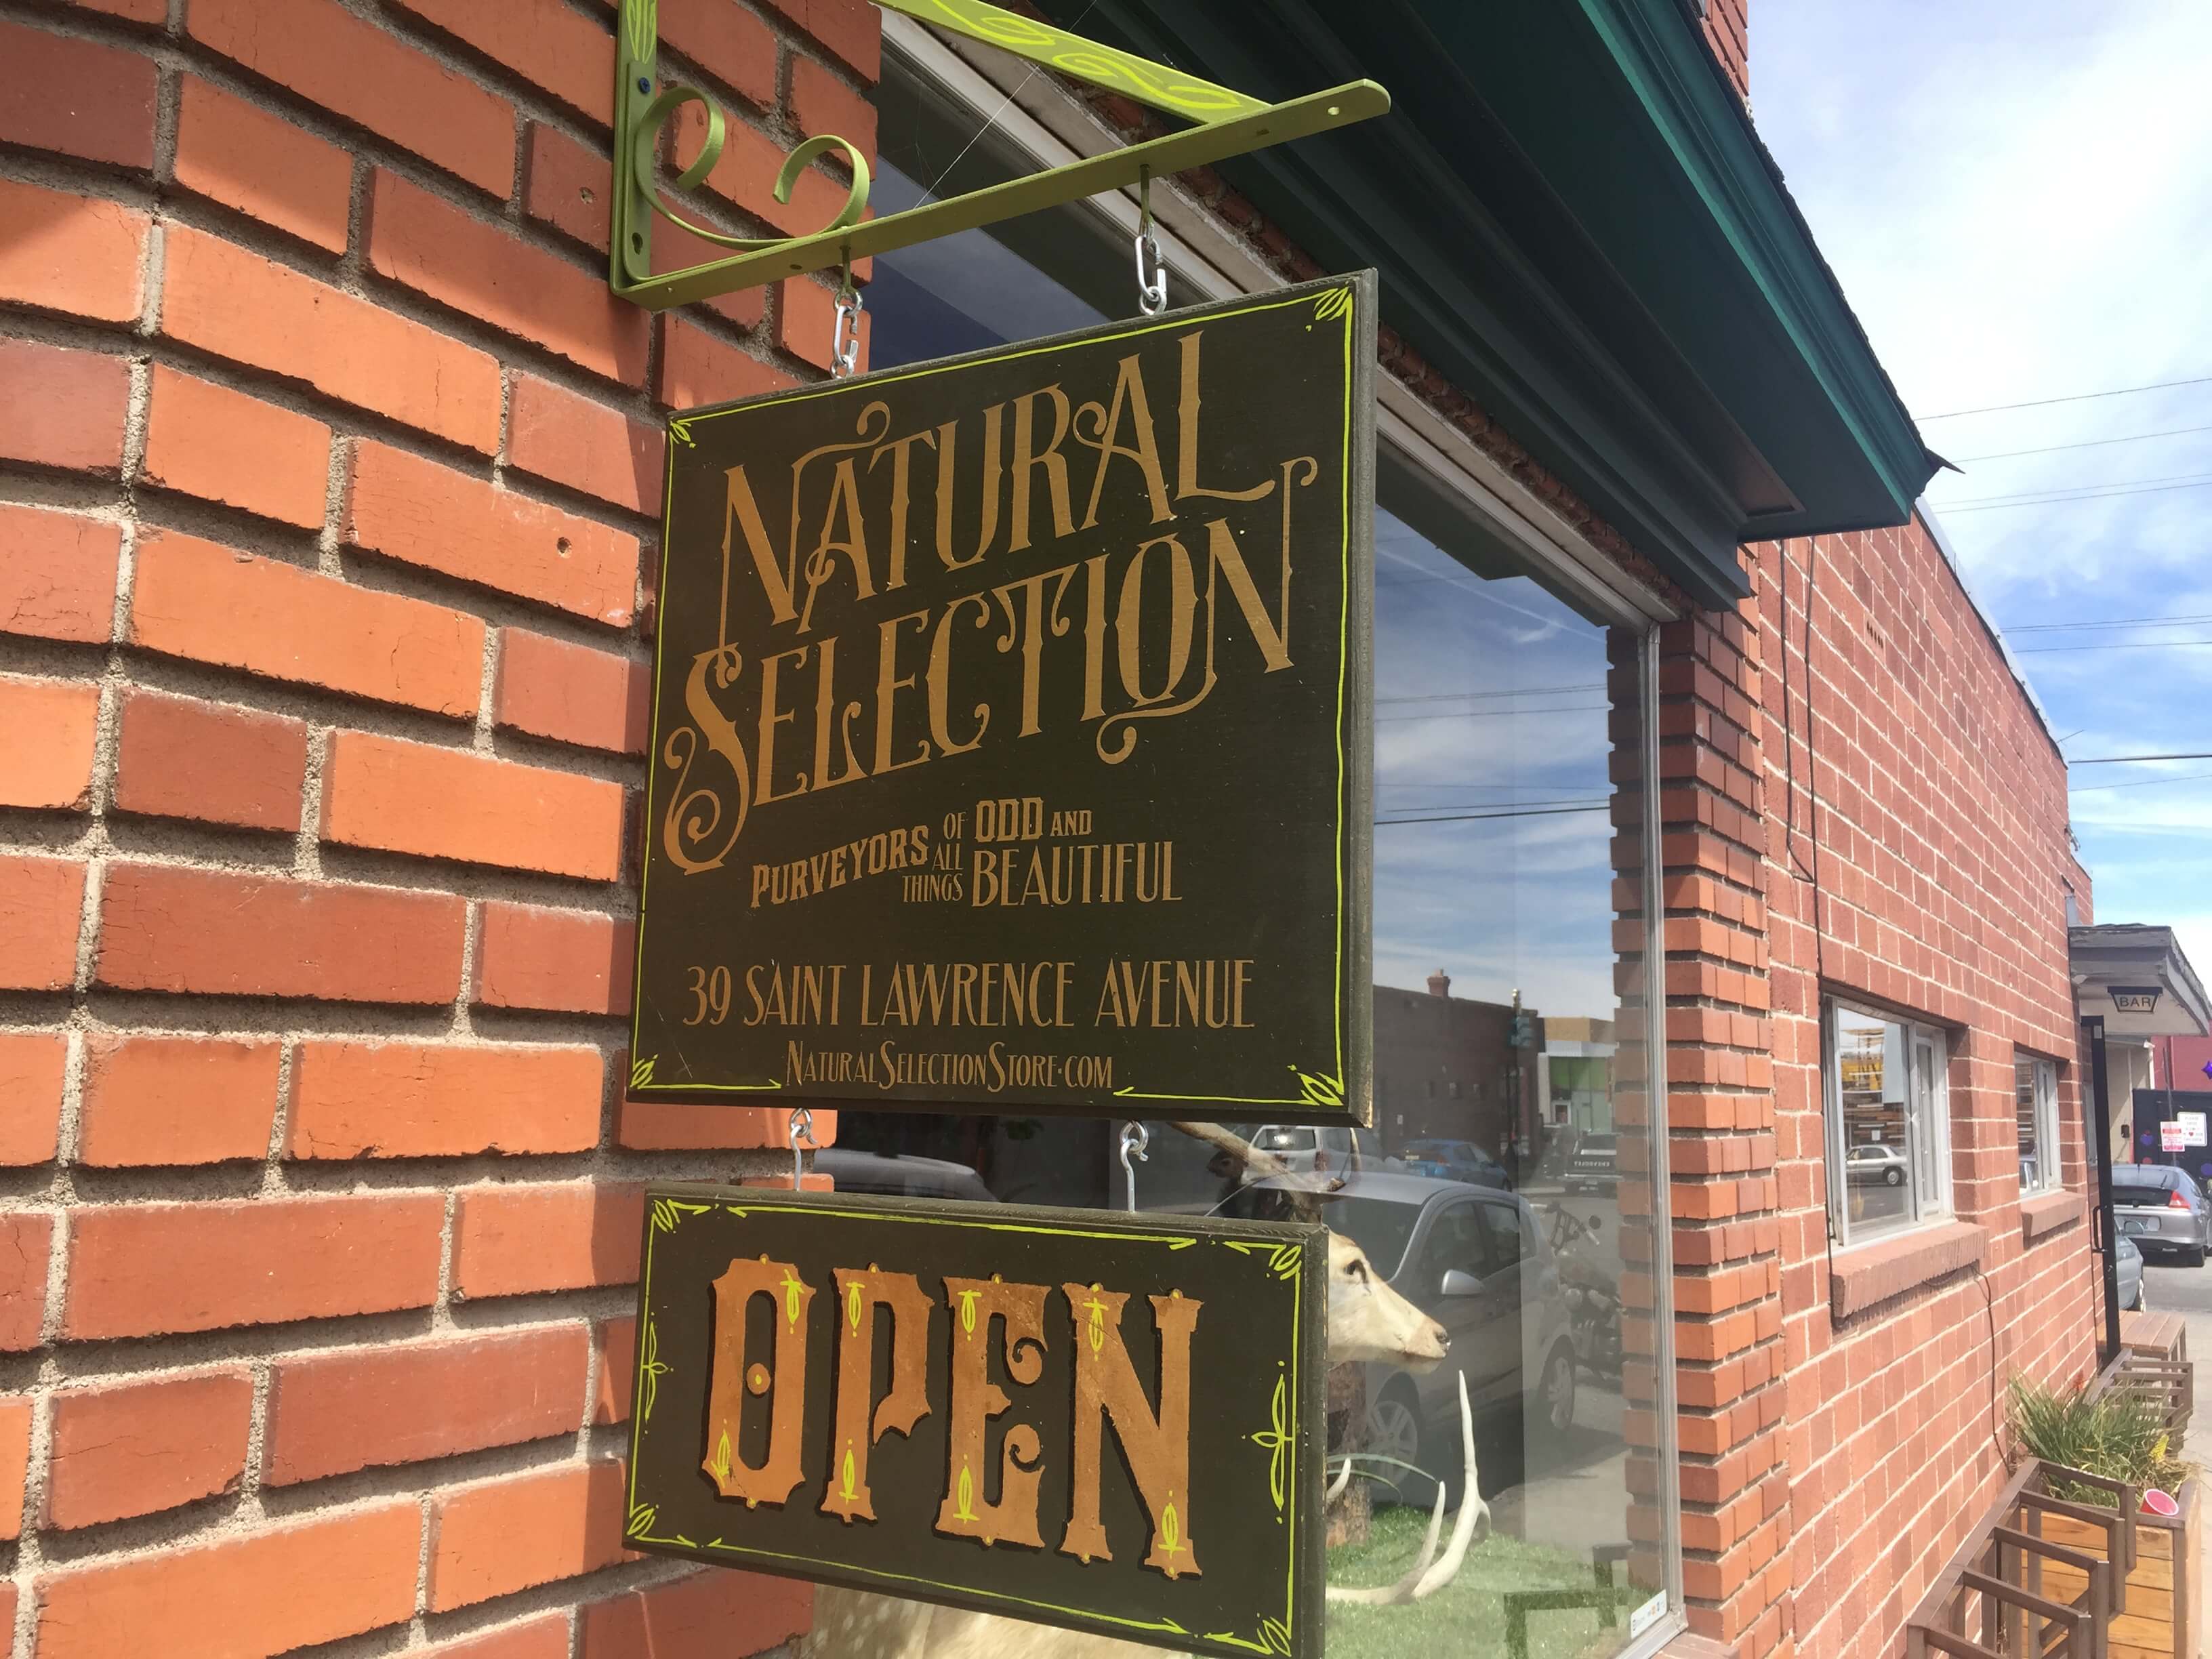 NATURAL
SELECTION
PURVEYORS OF ALL THINGS ODD AND BEAUTIFUL
39 SAINT LAWRENCE AVENUE
NATURALSELECTIONSTORE.COM
OPEN
BAR